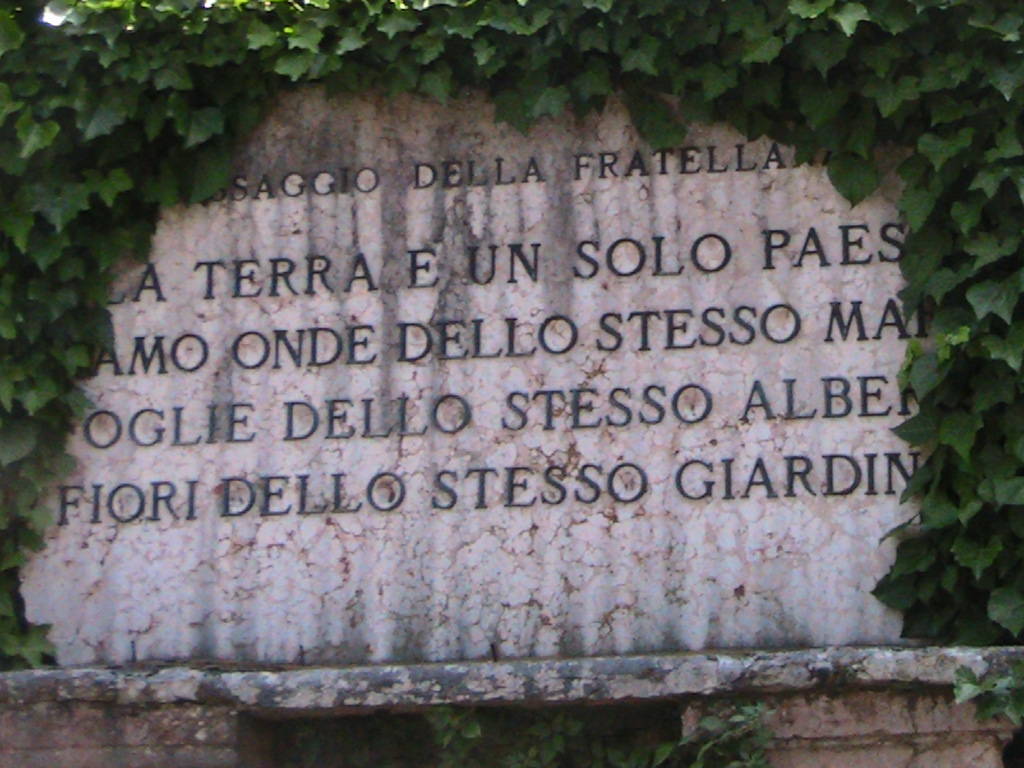 SSAGGIO DELLA FRATELLA
LA TERRA E UN SOLO PAES
AMO ONDE DELLO STESSO MAR
OGLIE DELLO STESSO ALBER
FIORI DELLO STESSO GIARDIN